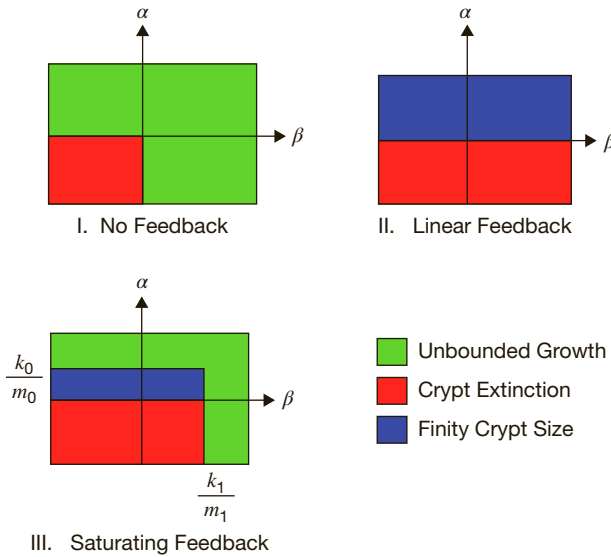 α
β
I. No Feedback
α
β
II. Linear Feedback
α
k0
m0
β
k1
m1
III. Saturating Feedback
Unbounded Growth
Crypt Extinction
Finity Crypt Size